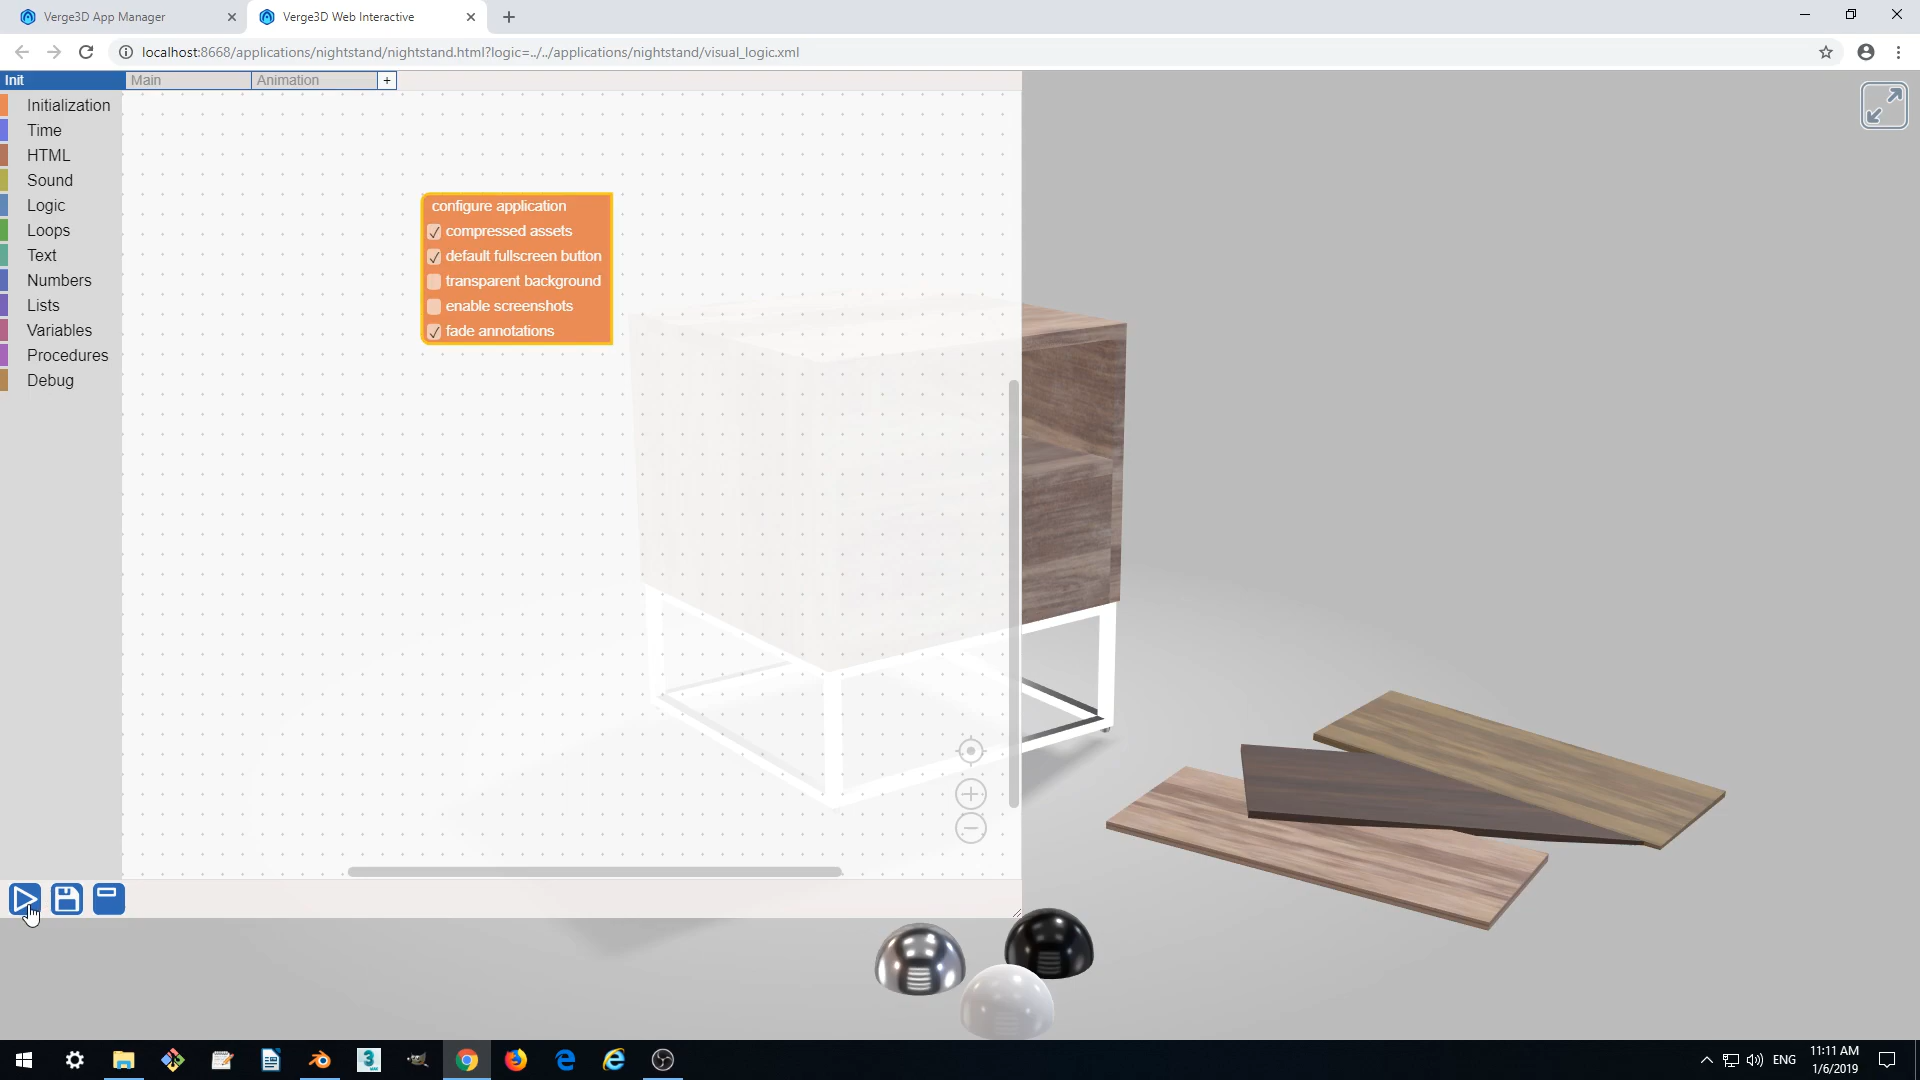 Verge3D App Manager
Verge3D Web Interactive
localhost:8668/applications/nightstand/nightstand.html?logic=../../applications/nightstand/visual_logic.xml
Init
Main
Animation
+
Initialization
Time
HTML
Sound
Logic
Loops
Text
Numbers
Lists
Variables
Procedures
Debug
configure application
compressed assets
default fullscreen button
transparent background
enable screenshots
fade annotations
ENG
11:11 AM
1/6/2019